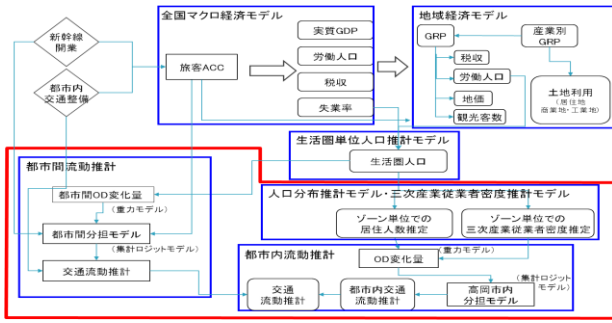 全国マクロ経済モデル
新幹線
開業
都市内
交通整備
旅客ACC
実質GDP
労働人口
税収
失業率
地域経済モデル
GRP
産業別
GRP
税収
労働人口
地価
観光客数
土地利用
(居住地
商業地・工業地)
生活圏単位人口推計モデル
生活圏人口
都市間流動推計
都市間OD変化量
(重力モデル)
都市間分担モデル
(集計ロジットモデル)
交通流動推計
人口分布推計モデル・三次産業従業者密度推計モデル
ゾーン単位での
居住人数推定
ゾーン単位での
三次産業従業者密度推定
都市内流動推計
(重力モデル)
OD変化量
(集計ロジット
モデル)
交通
流動推計
都市内交通
流動推計
高岡市内
分担モデル